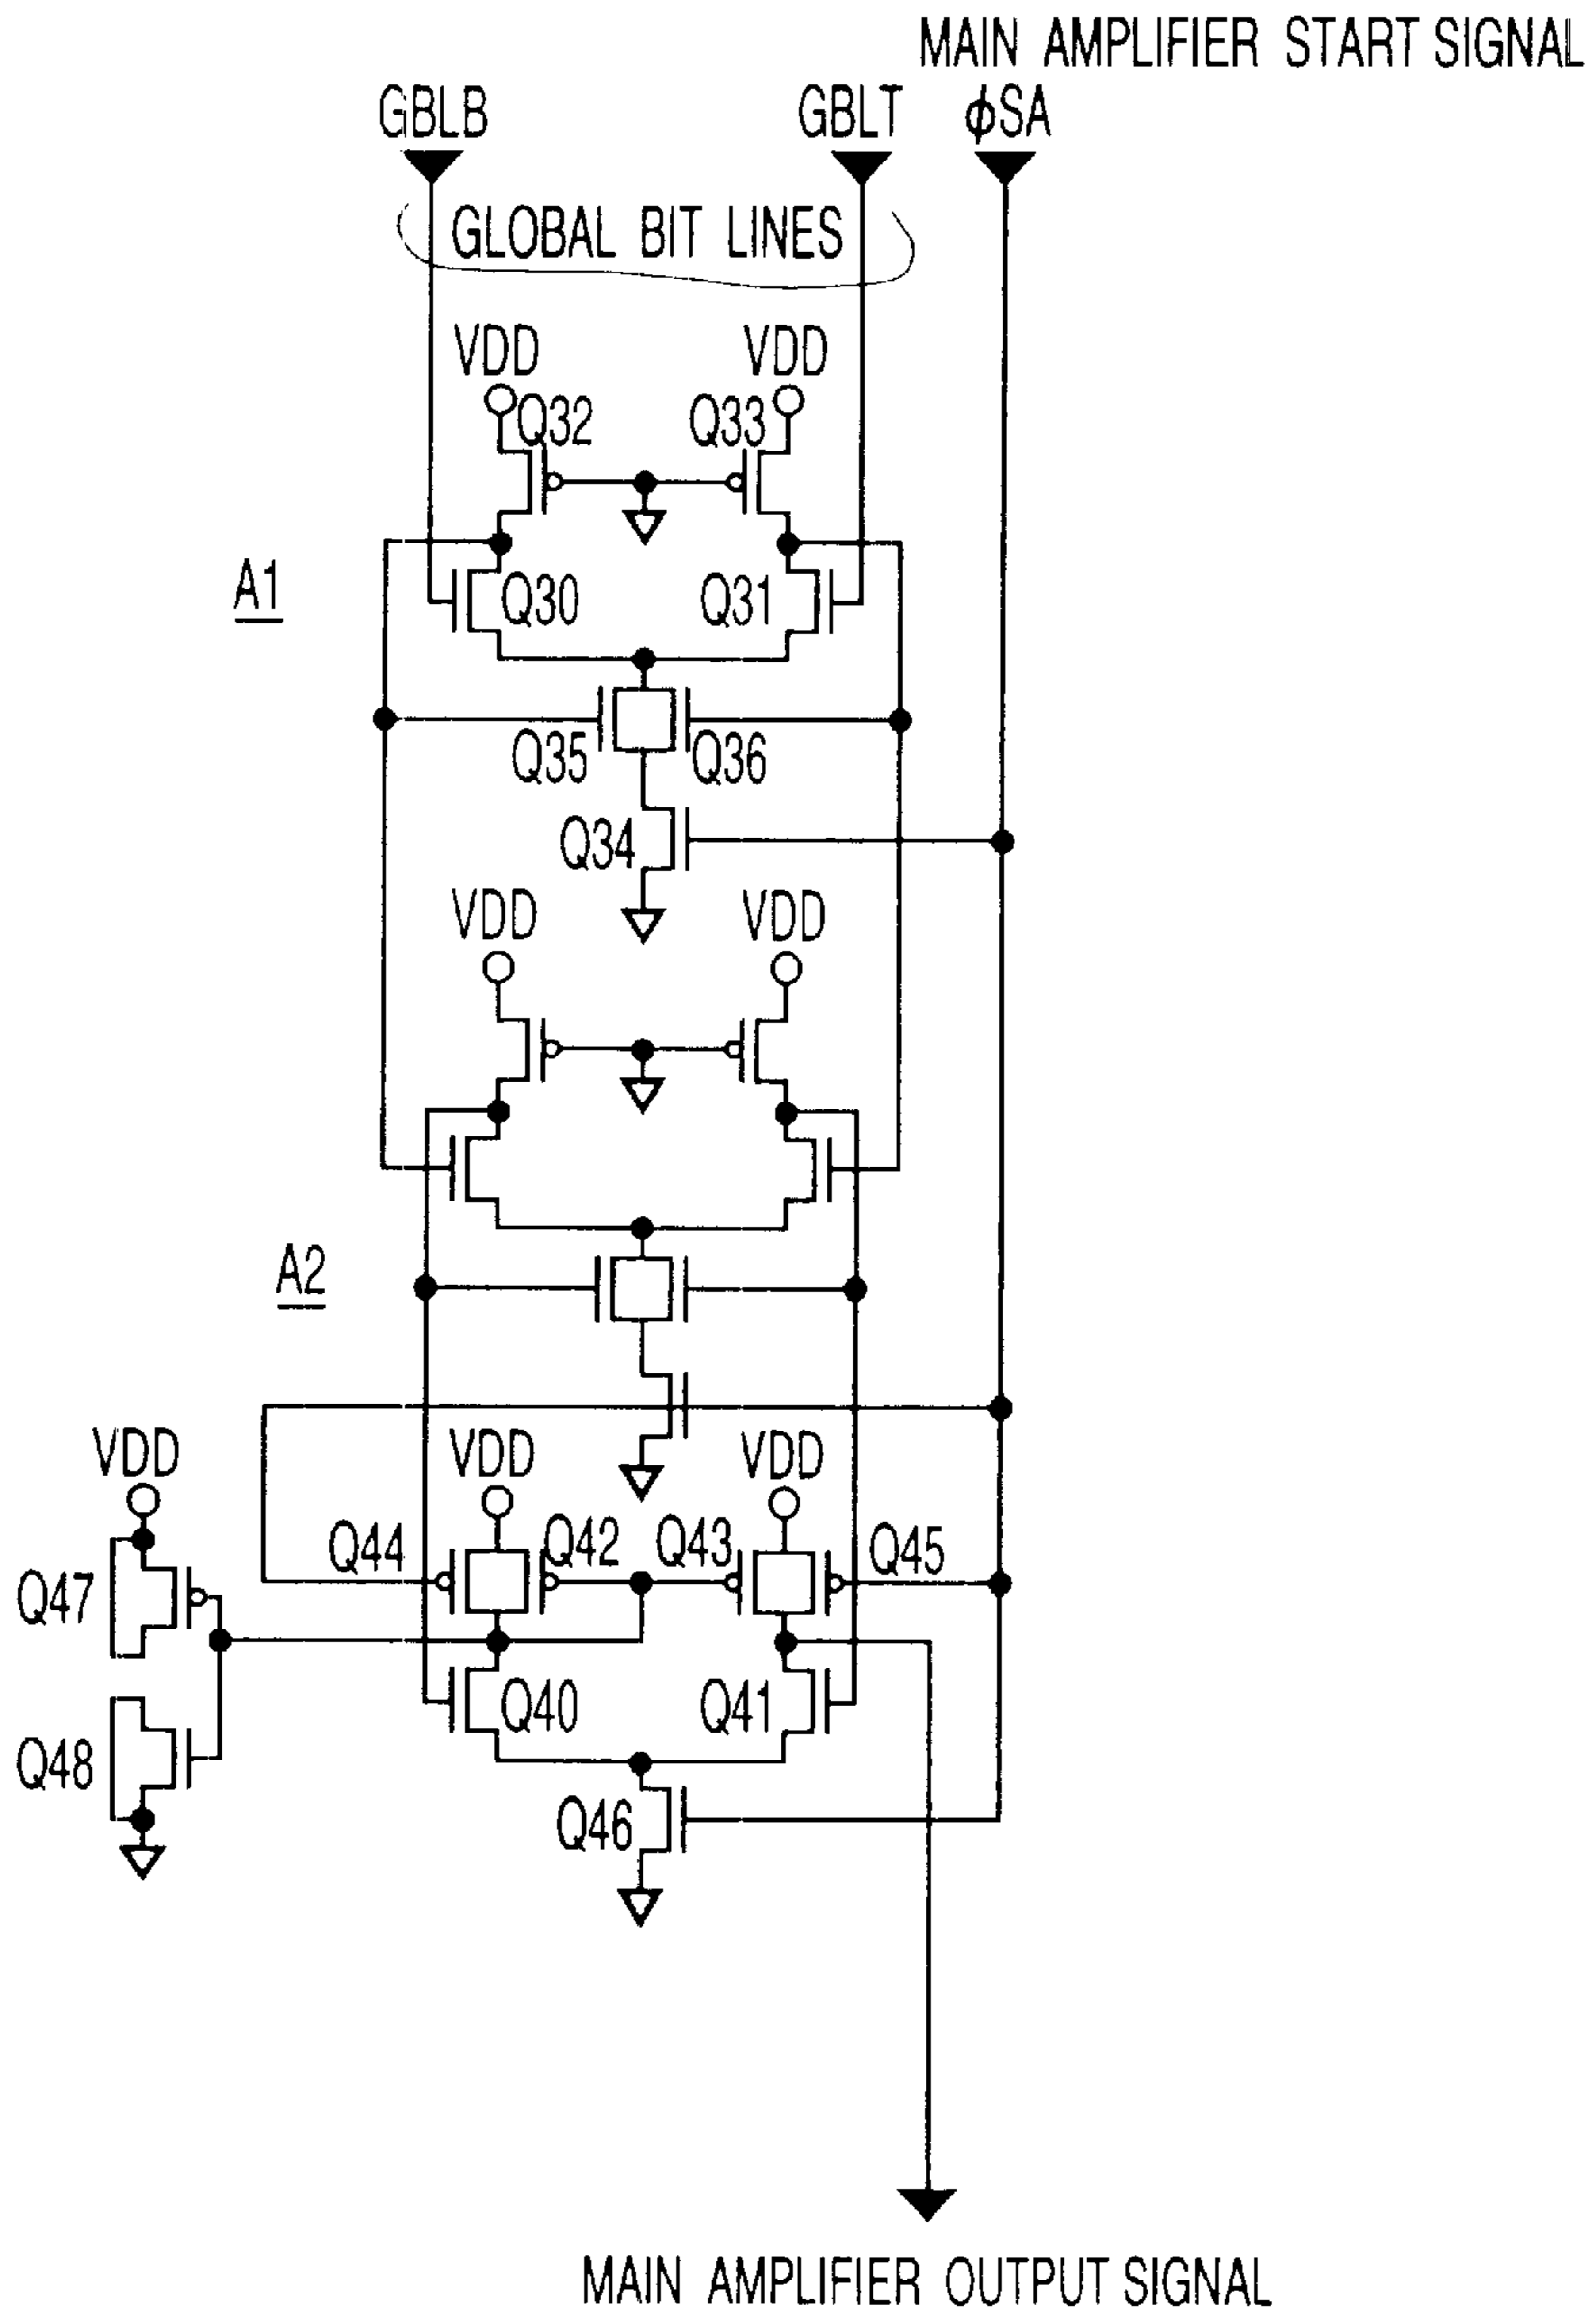 MAIN AMPLIFIER START SIGNAL
GBLB GBLT ϕSA
GLOBAL BIT LINES
VDD VDD
Q32 Q33
A1 Q30 Q31
Q35 Q36
Q34
VDD VDD
A2
VDD VDD VDD
Q44 Q42 Q43 Q45
Q47
Q40 Q41
Q48
Q46
MAIN AMPLIFIER OUTPUT SIGNAL